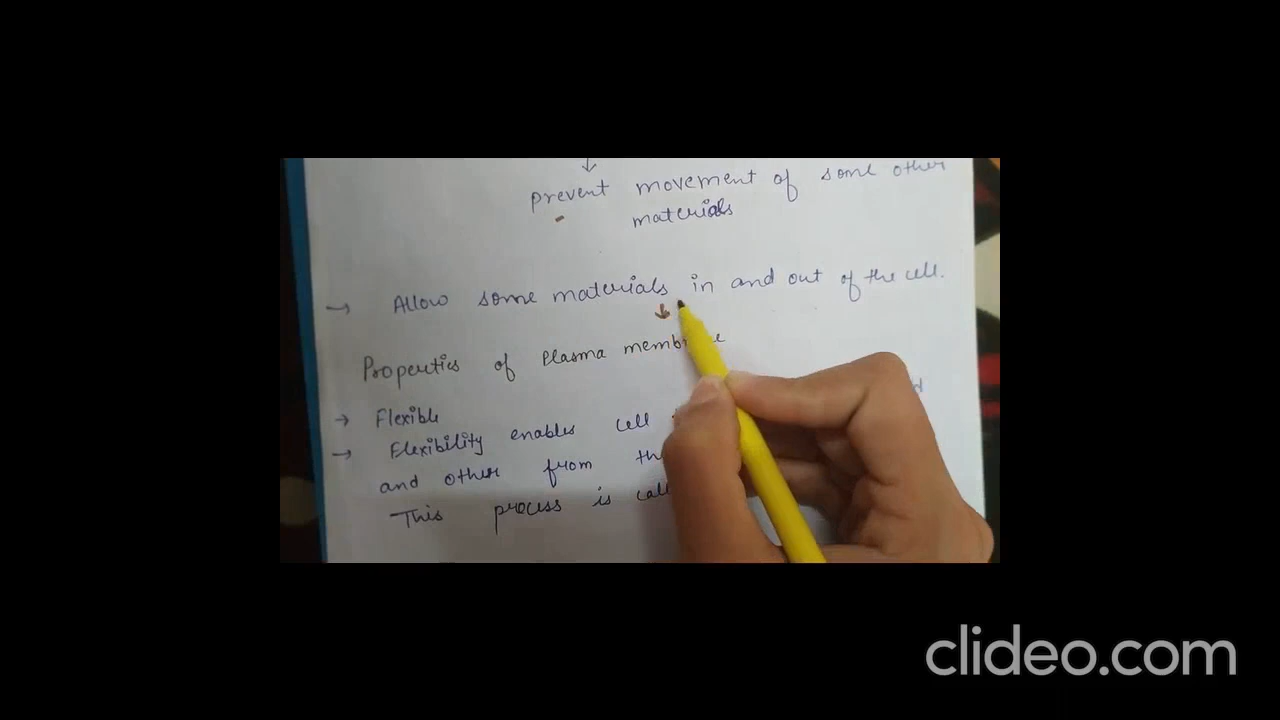 ↓
prevent movement of some other
materials
→ Allow some materials in and out of the cell.
↓
Properties of Plasma membrane
→ Flexible
→ Flexibility enables cell
and other from
This process is
clideo.com